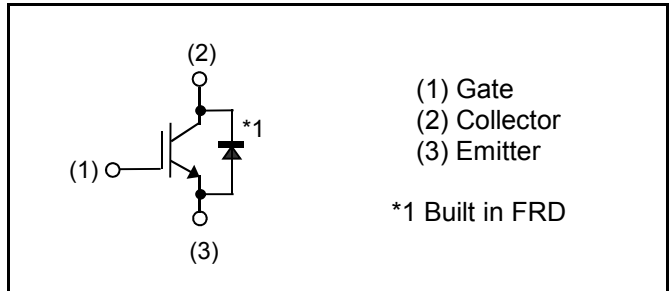 (2)
*1
(1)
(3)
(1) Gate
(2) Collector
(3) Emitter
*1 Built in FRD